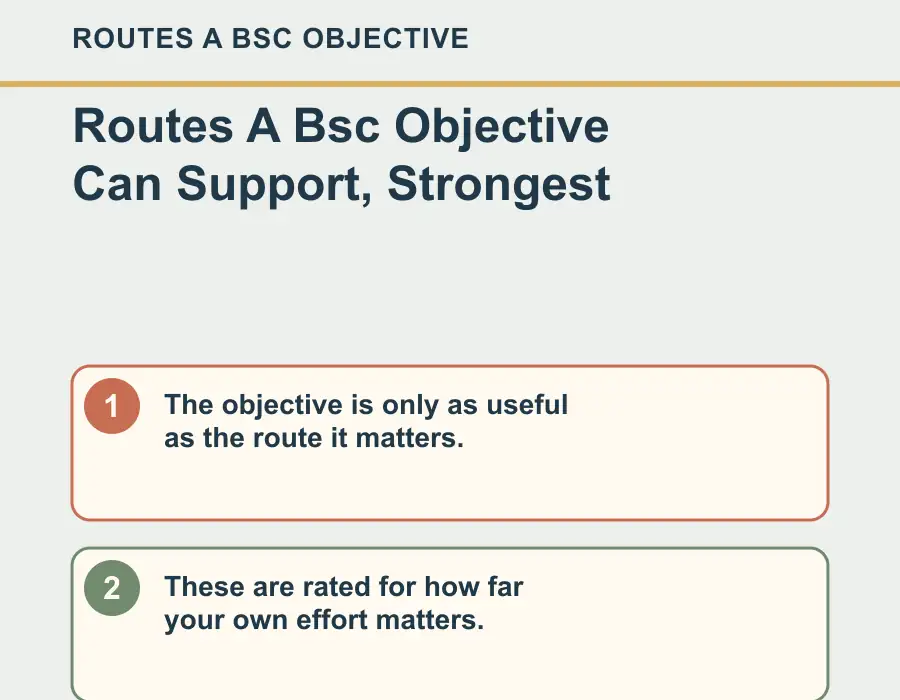 ROUTES A BSC OBJECTIVE
Routes A Bsc Objective
Can Support, Strongest
1
The objective is only as useful
as the route it matters.
2
These are rated for how far
your own effort matters.